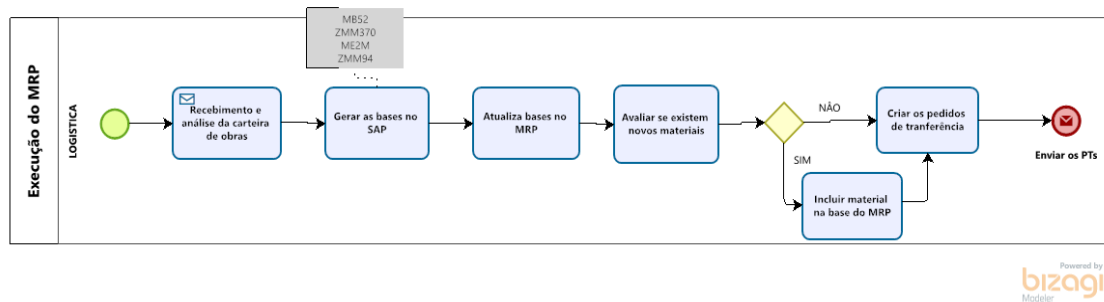 Execução do MRP
LOGISTICA
MB52
ZMM370
ME2M
ZMM94
Recebimento e
análise da carteira
de obras
Gerar as bases no
SAP
Atualiza bases no
MRP
Avaliar se existem
novos materiais
NÃO
SIM
Incluir material
na base do MRP
Criar os pedidos
de tranferência
Enviar os PTs
Powered by
bizagi
Modeler